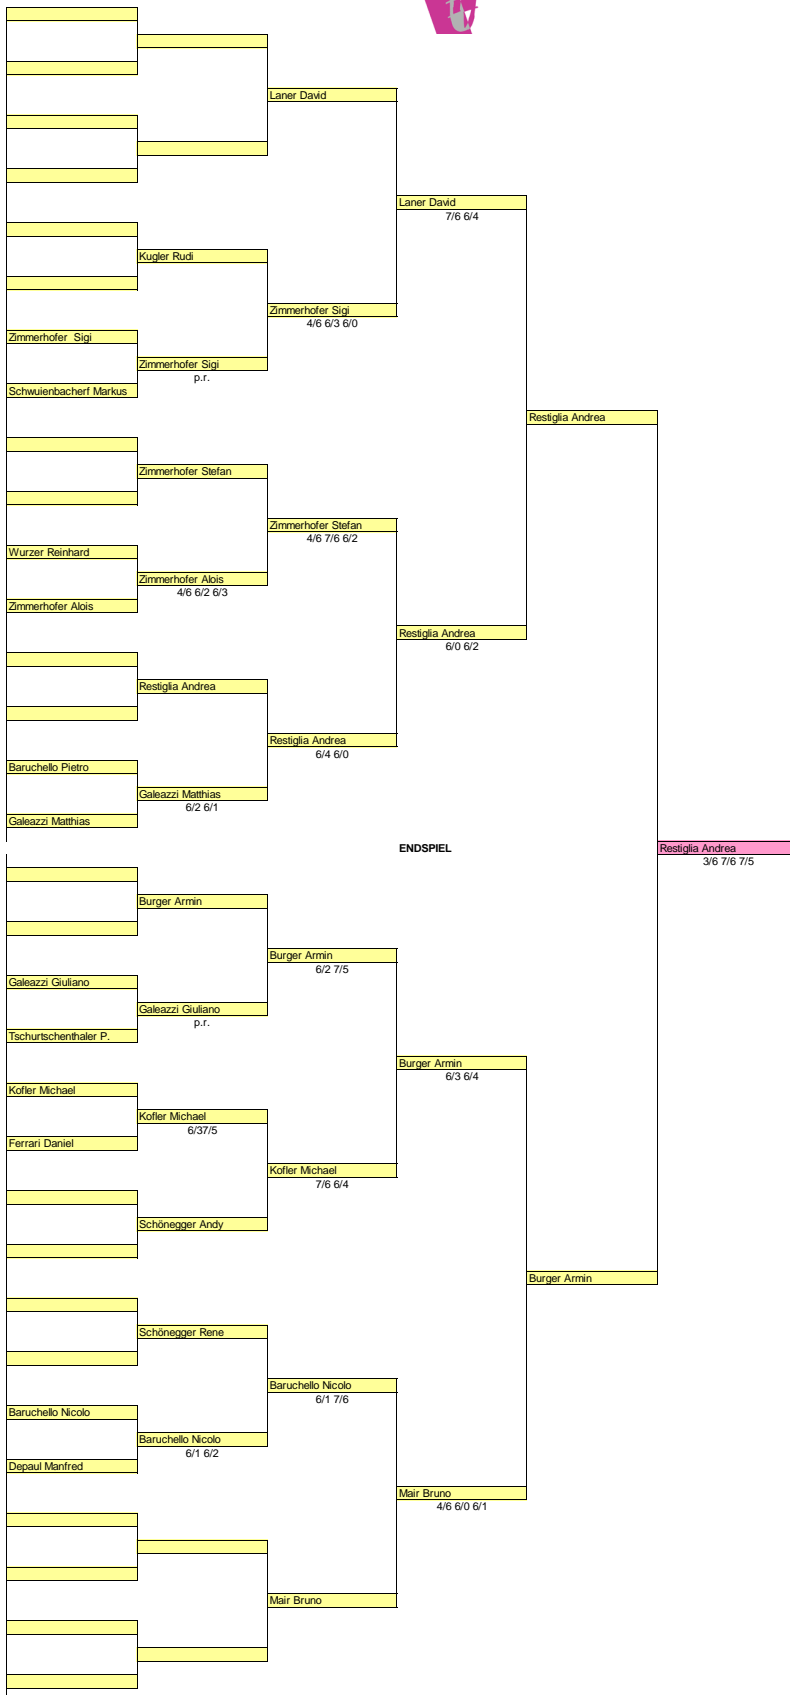 Laner David
Laner David
7/6 6/4
Kugler Rudi
Zimmerhofer Sigi
4/6 6/3 6/0
Zimmerhofer  Sigi
Zimmerhofer Sigi
p.r.
Schwuienbacherf Markus
Restiglia Andrea
Zimmerhofer Stefan
Zimmerhofer Stefan
4/6 7/6 6/2
Wurzer Reinhard
Zimmerhofer Alois
4/6 6/2 6/3
Zimmerhofer Alois
Restiglia Andrea
6/0 6/2
Restiglia Andrea
Restiglia Andrea
6/4 6/0
Baruchello Pietro
Galeazzi Matthias
6/2 6/1
Galeazzi Matthias
ENDSPIEL
Restiglia Andrea
3/6 7/6 7/5
Burger Armin
Burger Armin
6/2 7/5
Galeazzi Giuliano
Galeazzi Giuliano
p.r.
Tschurtschenthaler P.
Burger Armin
6/3 6/4
Kofler Michael
Kofler Michael
6/37/5
Ferrari Daniel
Kofler Michael
7/6 6/4
Schönegger Andy
Burger Armin
Schönegger Rene
Baruchello Nicolo
6/1 7/6
Baruchello Nicolo
Baruchello Nicolo
6/1 6/2
Depaul Manfred
Mair Bruno
4/6 6/0 6/1
Mair Bruno